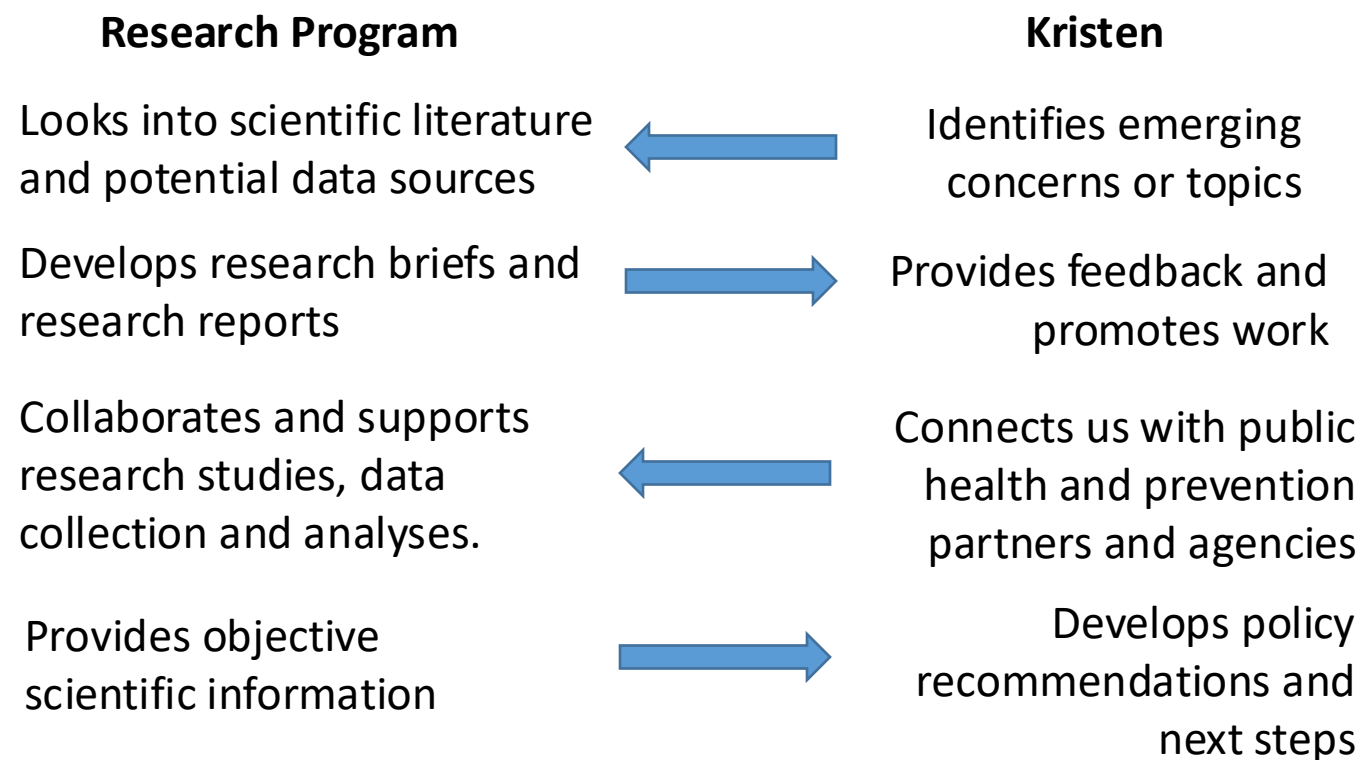 Research Program
Kristen
Looks into scientific literature
and potential data sources
Identifies emerging
concerns or topics
Develops research briefs and
research reports
Provides feedback and
promotes work
Collaborates and supports
research studies, data
collection and analyses.
Connects us with public
health and prevention
partners and agencies
Provides objective
scientific information
Develops policy
recommendations and
next steps